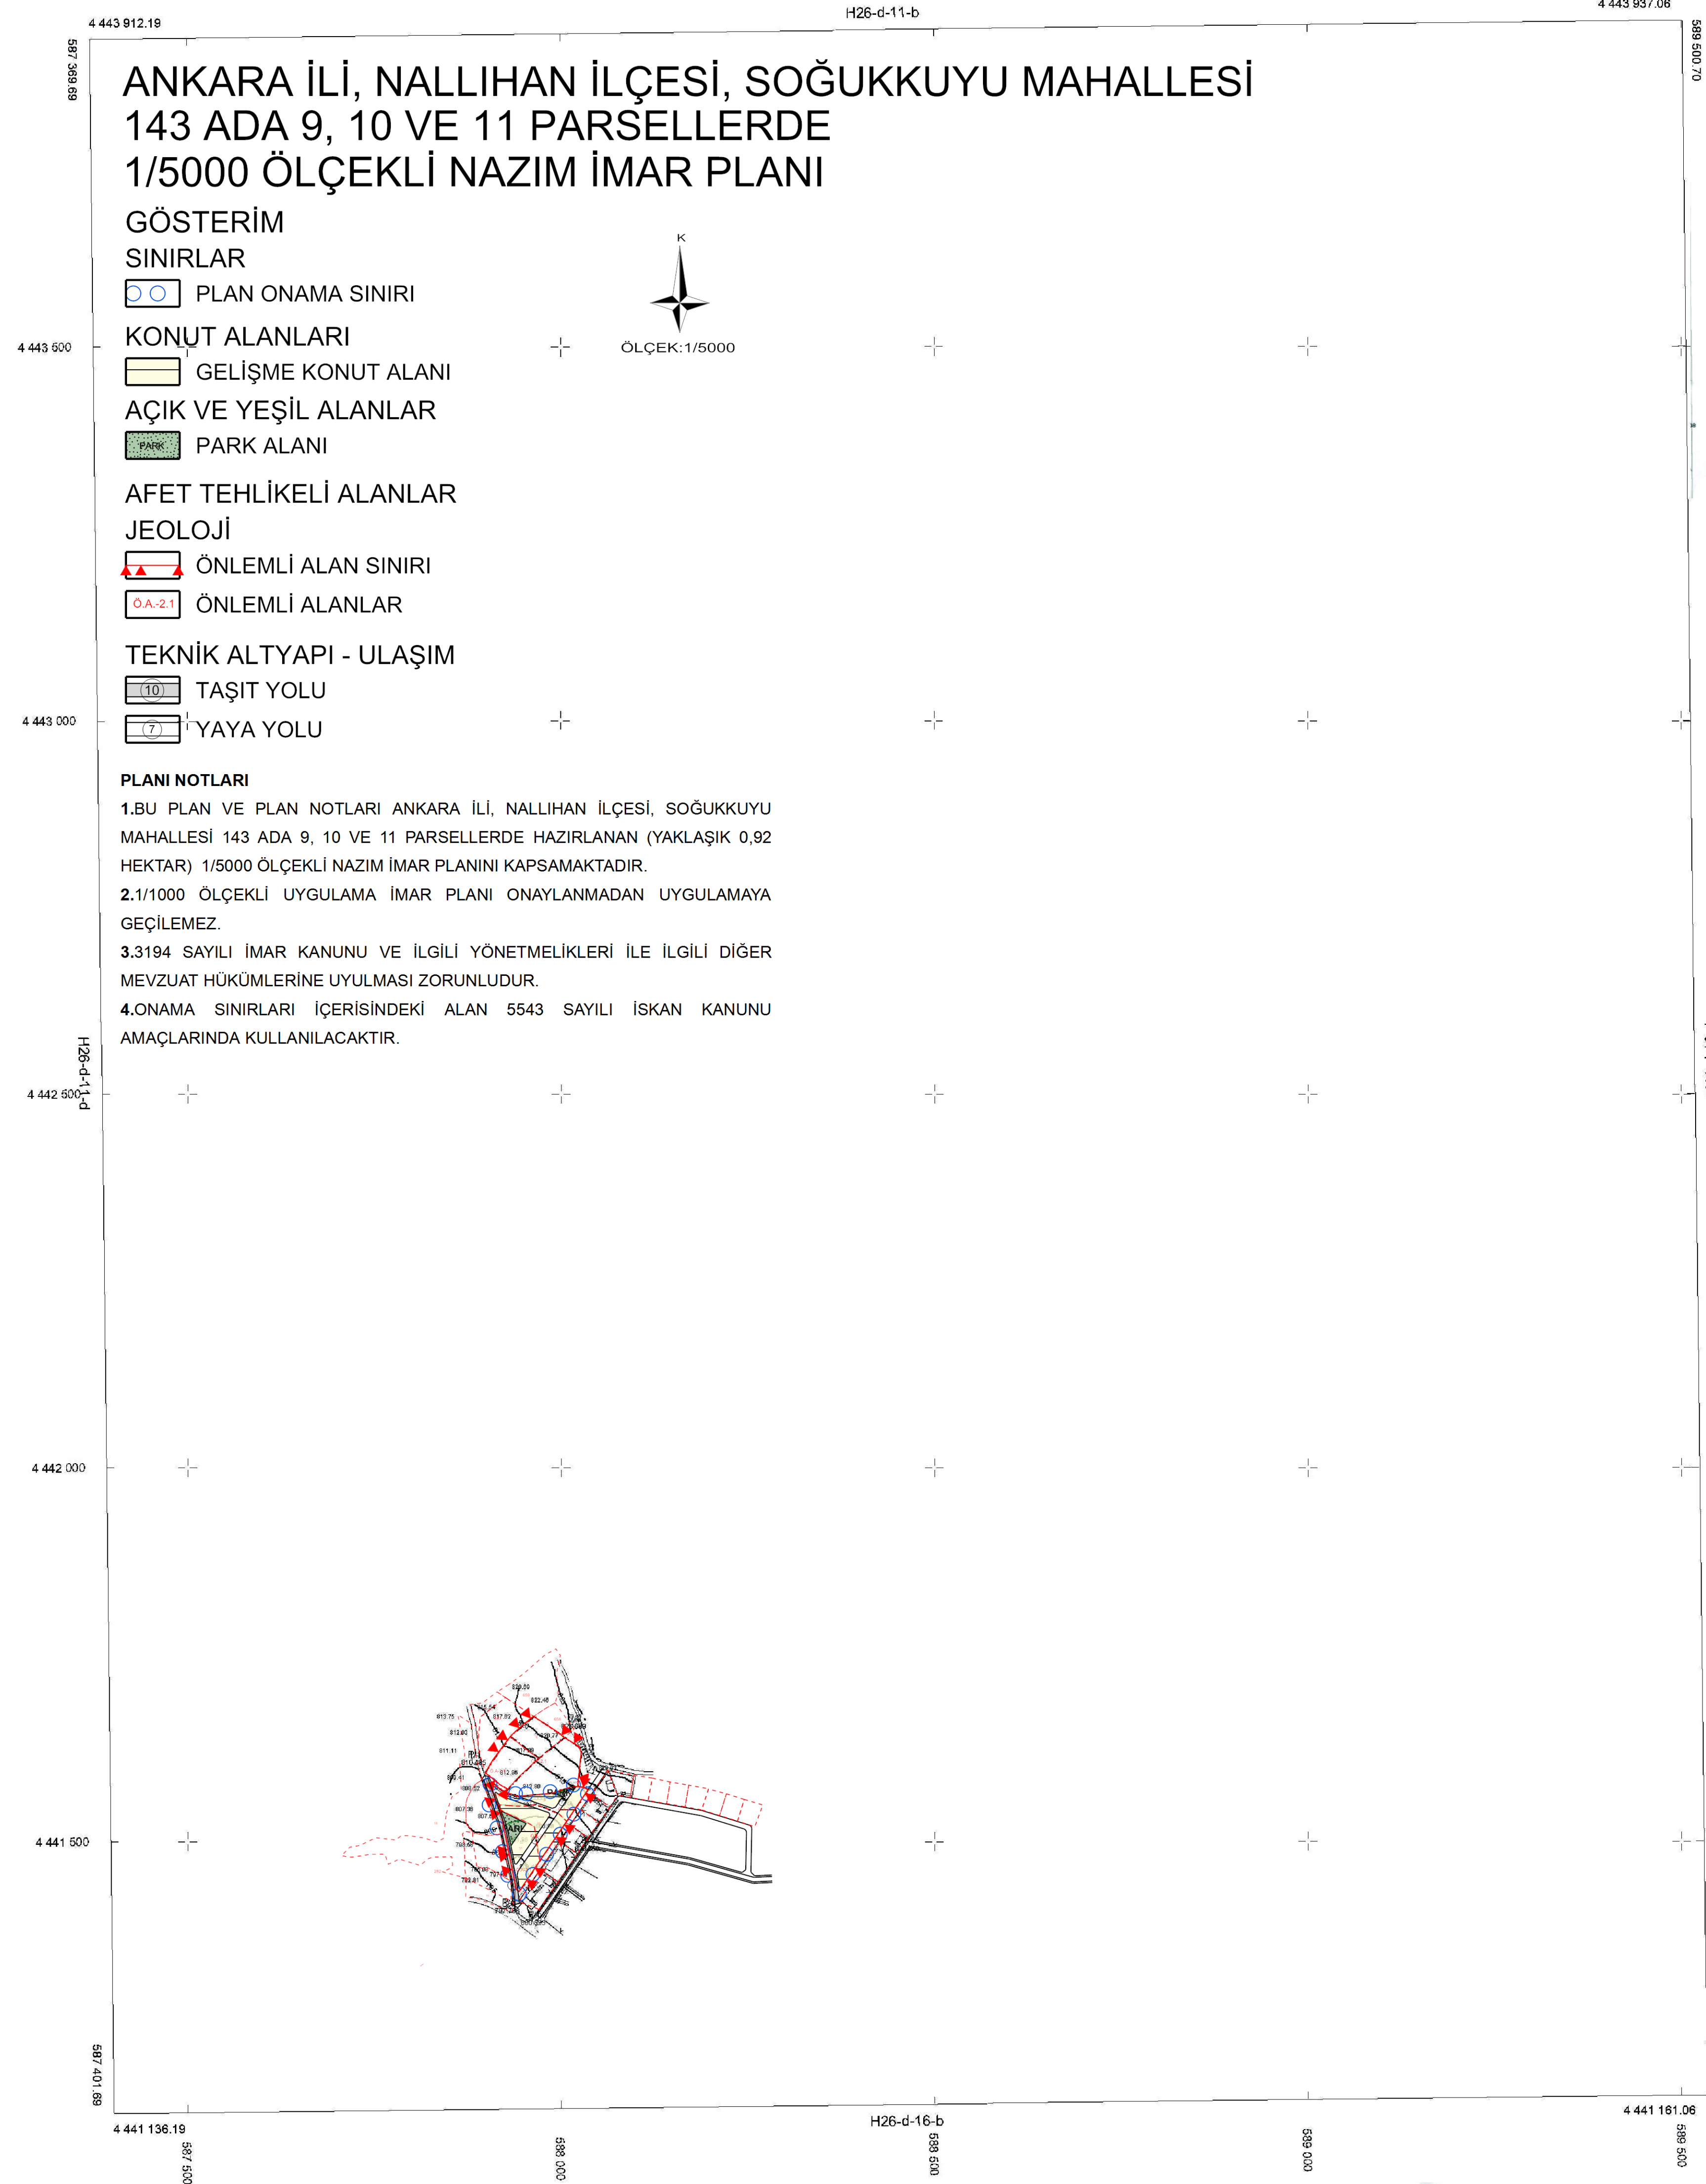 H26-d-11-b
4 443 912.19
4 443 937.06
587 369.69
589 500.70
ANKARA İLİ, NALLIHAN İLÇESİ, SOĞUKKUYU MAHALLESİ
143 ADA 9, 10 VE 11 PARSELLERDE
1/5000 ÖLÇEKLİ NAZIM İMAR PLANI
GÖSTERİM
SINIRLAR
PLAN ONAMA SINIRI
K
ÖLÇEK:1/5000
KONUT ALANLARI
4 443 500
GELİŞME KONUT ALANI
AÇIK VE YEŞİL ALANLAR
PARK PARK ALANI
AFET TEHLİKELİ ALANLAR
JEOLOJİ
ÖNLEMLİ ALAN SINIRI
Ö.A.-2.1 ÖNLEMLİ ALANLAR
TEKNİK ALTYAPI - ULAŞIM
10 TAŞIT YOLU
4 443 000
7 YAYA YOLU
PLANI NOTLARI
1.BU PLAN VE PLAN NOTLARI ANKARA İLİ, NALLIHAN İLÇESİ, SOĞUKKUYU
MAHALLESİ 143 ADA 9, 10 VE 11 PARSELLERDE HAZIRLANAN (YAKLAŞIK 0,92
HEKTAR) 1/5000 ÖLÇEKLİ NAZIM İMAR PLANINI KAPSAMAKTADIR.
2.1/1000 ÖLÇEKLİ UYGULAMA İMAR PLANI ONAYLANMADAN UYGULAMAYA
GEÇİLEMEZ.
3.3194 SAYILI İMAR KANUNU VE İLGİLİ YÖNETMELİKLERİ İLE İLGİLİ DİĞER
MEVZUAT HÜKÜMLERİNE UYULMASI ZORUNLUDUR.
4.ONAMA SINIRLARI İÇERİSİNDEKİ ALAN 5543 SAYILI İSKAN KANUNU
AMAÇLARINDA KULLANILACAKTIR.
H26-d-11-d
4 442 500
4 442 000
822.48
813.75
811.11
807.38
4 441 500
587 401.69
4 441 136.19
H26-d-16-b
4 441 161.06
587 500
588 000
588 500
589 000
589 500